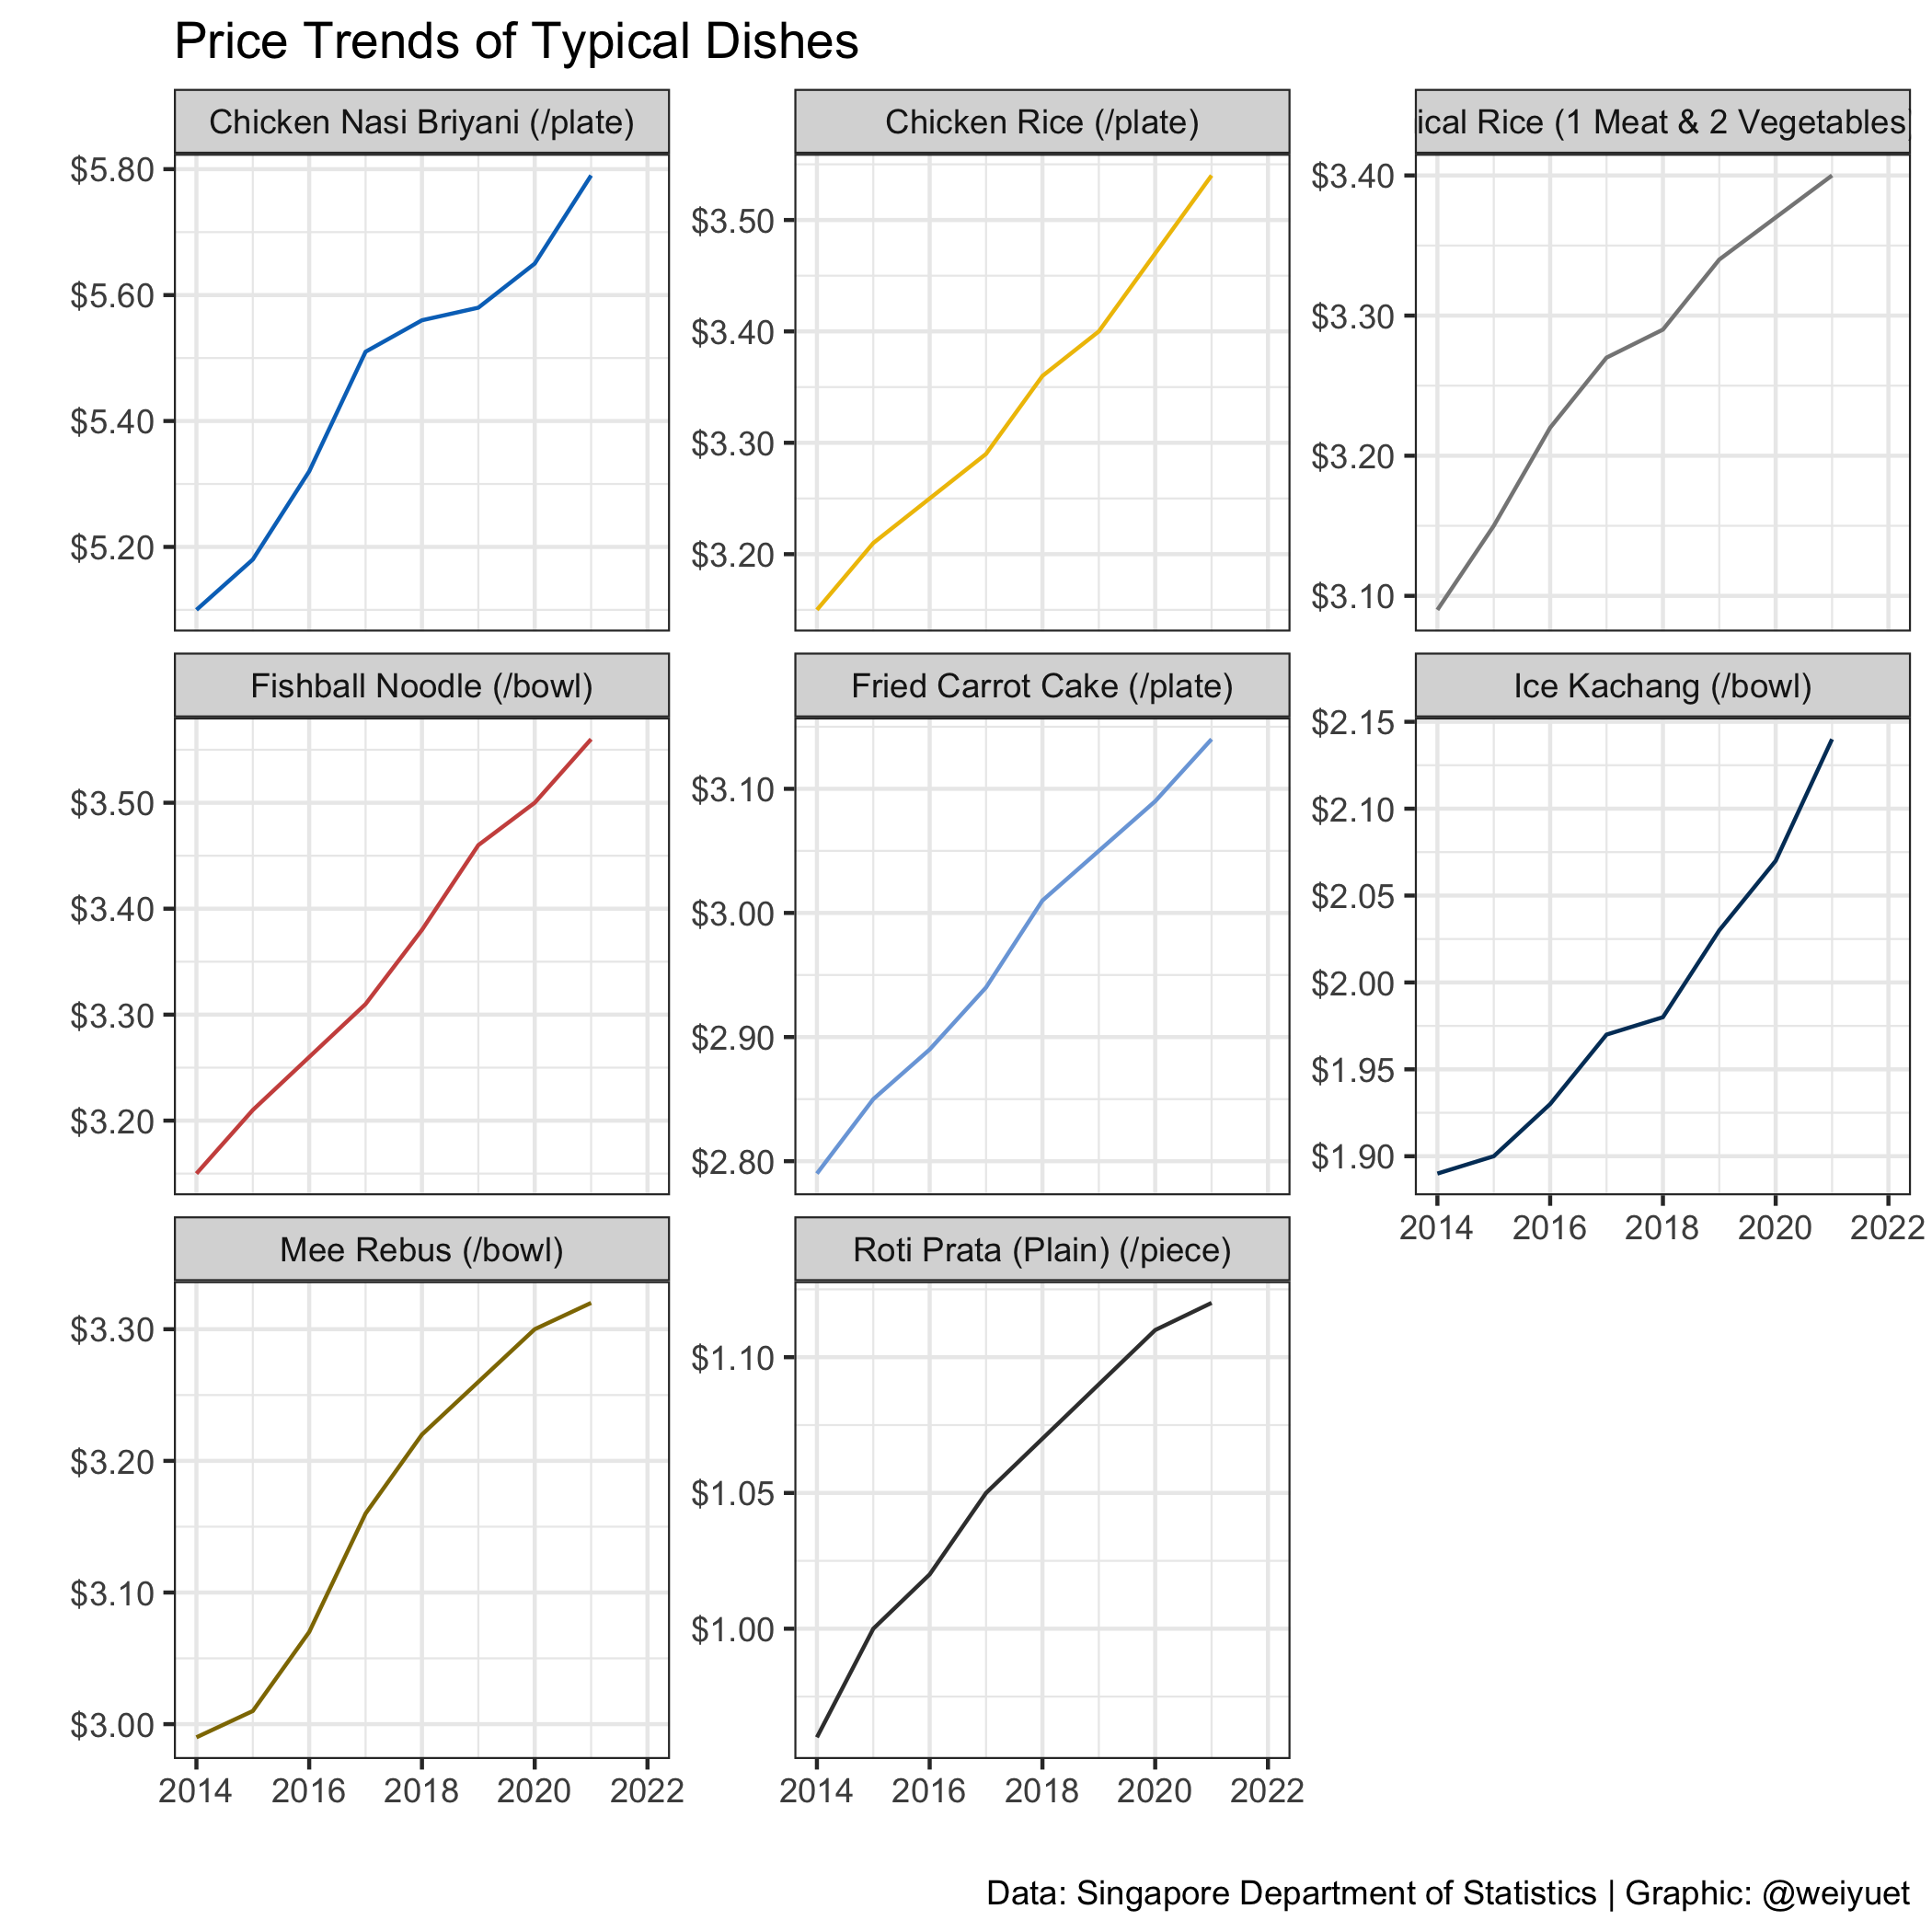 Price Trends of Typical Dishes
Chicken Nasi Briyani (/plate)
Chicken Rice (/plate)
ical Rice (1 Meat & 2 Vegetables)
$5.80
$5.60
$5.40
$5.20
$3.50
$3.40
$3.30
$3.20
$3.40
$3.30
$3.20
$3.10
Fishball Noodle (/bowl)
Fried Carrot Cake (/plate)
Ice Kachang (/bowl)
$3.50
$3.40
$3.30
$3.20
$3.10
$3.00
$2.90
$2.80
$2.15
$2.10
$2.05
$2.00
$1.95
$1.90
2014 2016 2018 2020 2022
Mee Rebus (/bowl)
Roti Prata (Plain) (/piece)
$3.30
$3.20
$3.10
$3.00
$1.10
$1.05
$1.00
2014 2016 2018 2020 2022
2014 2016 2018 2020 2022
Data: Singapore Department of Statistics | Graphic: @weiyuet